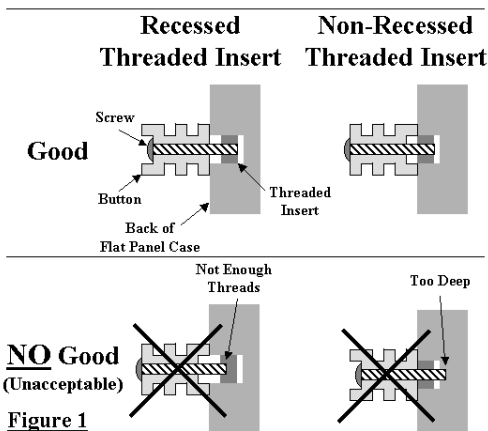 Recessed
Threaded Insert
Non-Recessed
Threaded Insert
Screw
Good
Button
Threaded
Insert
Back of
Flat Panel Case
Not Enough
Threads
Too Deep
NO Good
(Unacceptable)
Figure 1